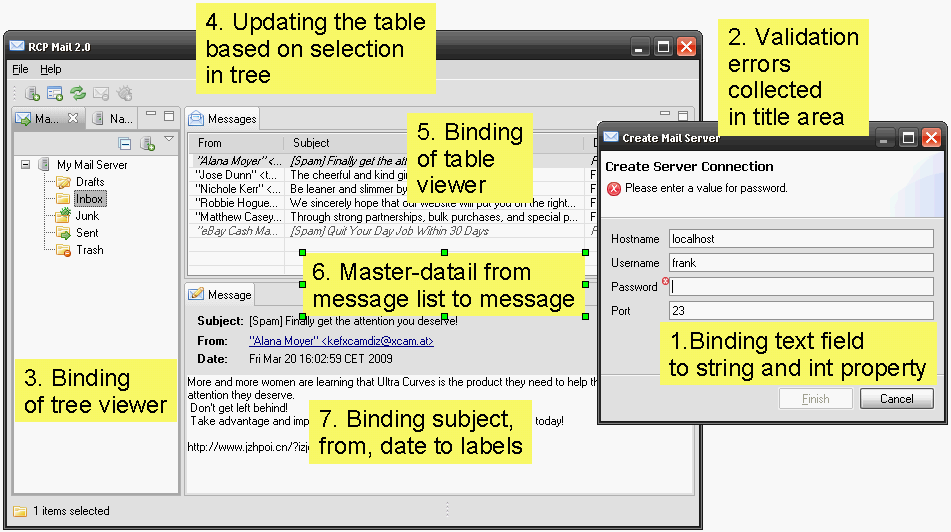 4. Updating the table
based on selection
in tree
2. Validation
errors
collected
in title area
RCP Mail 2.0
File Help
Ma...
Na...
My Mail Server
Drafts
Inbox
Junk
Sent
Trash
3. Binding
of tree viewer
Messages
From Subject
"Alana Moyer" <... [Spam] Finally get the atte
"Jose Dunn" <t... The cheerful and kind gir
"Nichole Kerr" <... Be leaner and slimmer by
"Robbie Hogue... We sincerely hope that our website will put you on the right... F
"Matthew Casey... Through strong partnerships, bulk purchases, and special p... F
"eBay Cash Ma... [Spam] Quit Your Day Job Within 30 Days F
5. Binding
of table
viewer
6. Master-datail from
message list to message
Message
Subject: [Spam] Finally get the attention you deserve!
From: "Alana Moyer" <kefxcamdiz@xcam.at>
Date: Fri Mar 20 16:02:59 CET 2009
More and more women are learning that Ultra Curves is the product they need to help th
attention they deserve.
Don't get left behind!
Take advantage and imp today!
http://www.jzhpoi.cn/?izj
7. Binding subject,
from, date to labels
1 items selected
Create Mail Server
Create Server Connection
Please enter a value for password.
Hostname localhost
Username frank
Password
Port 23
1.Binding text field
to string and int property
Finish Cancel